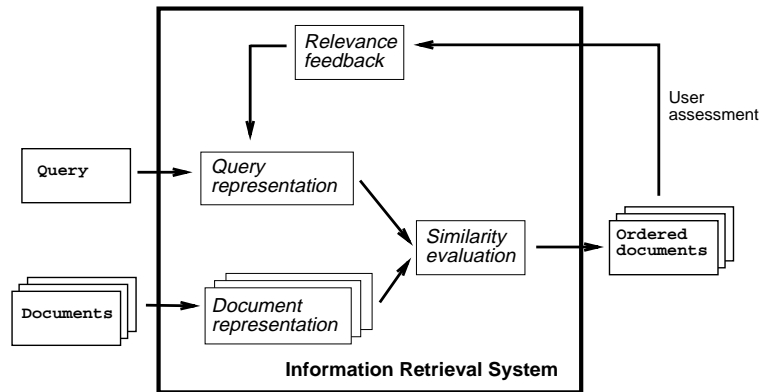 Relevance
feedback
User
assessment
Query
Query
representation
Similarity
evaluation
Ordered
documents
Documents
Document
representation
Information Retrieval System